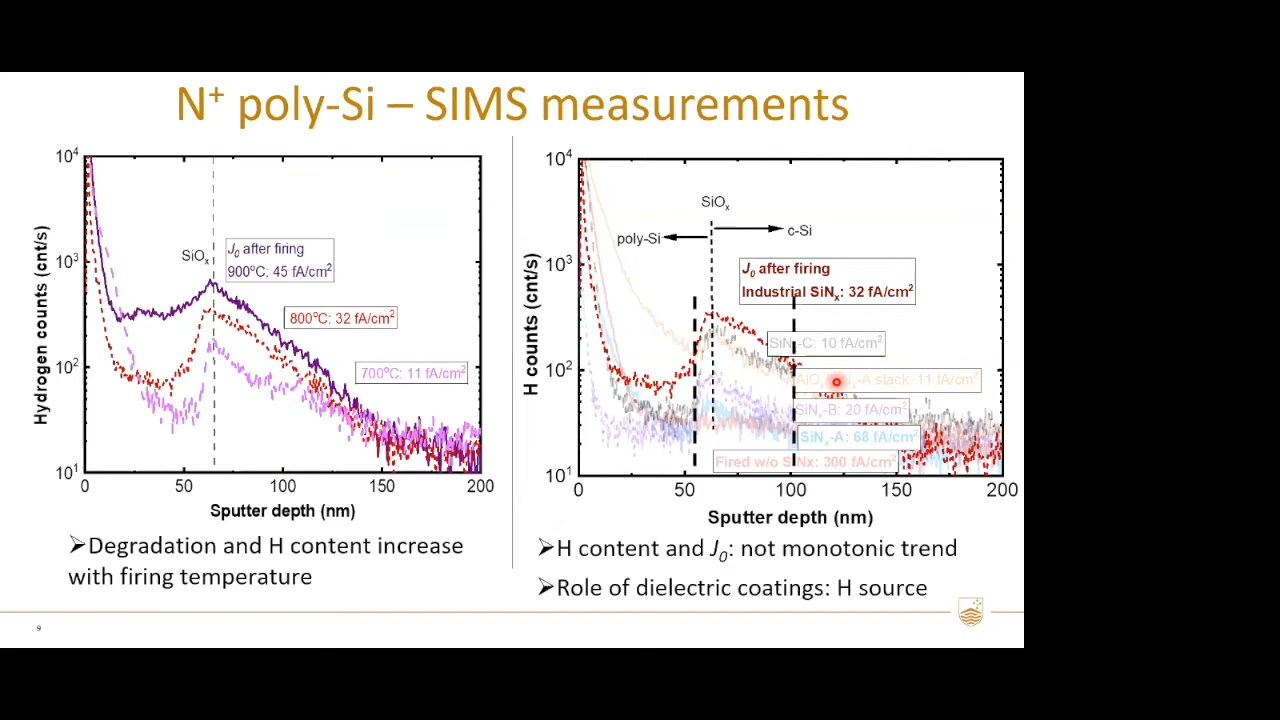 N⁺ poly-Si – SIMS measurements
10⁴
10³
10²
10¹
Hydrogen counts (cnt/s)
SiOₓ
J₀ after firing
900°C: 45 fA/cm²
800°C: 32 fA/cm²
700°C: 11 fA/cm²
0 50 100 150 200
Sputter depth (nm)
➢Degradation and H content increase
with firing temperature
10⁴
10³
10²
10¹
H counts (cnt/s)
SiOₓ
poly-Si
c-Si
J₀ after firing
Industrial SiNₓ: 32 fA/cm²
SiNₓ-C: 10 fA/cm²
-A stack: 11 fA/cm²
SiNₓ-B: 20 fA/cm²
SiNₓ-A: 68 fA/cm²
Fired w/o SiNx: 300 fA/cm²
0 50 100 150 200
Sputter depth (nm)
➢H content and J₀: not monotonic trend
➢Role of dielectric coatings: H source
9